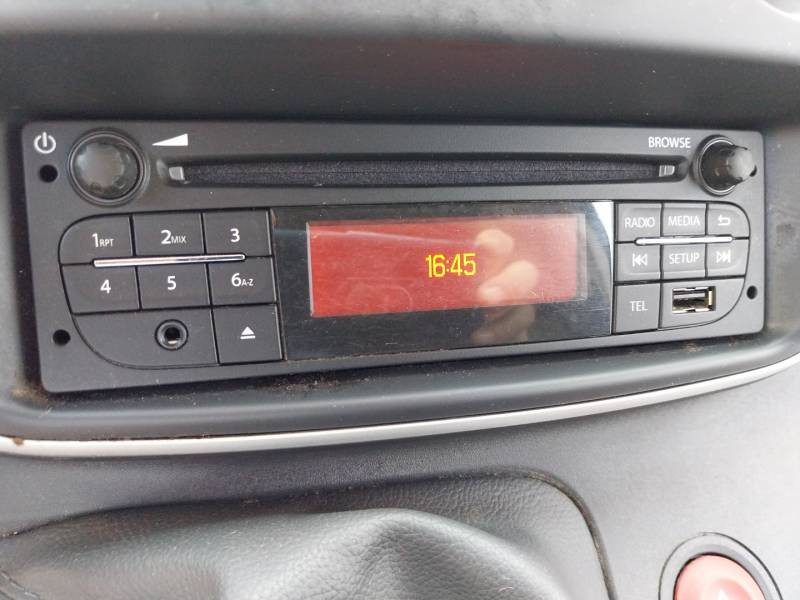 BROWSE
1RPT 2MIX 3
4 5 6A-Z
16:45
RADIO MEDIA
SETUP
TEL